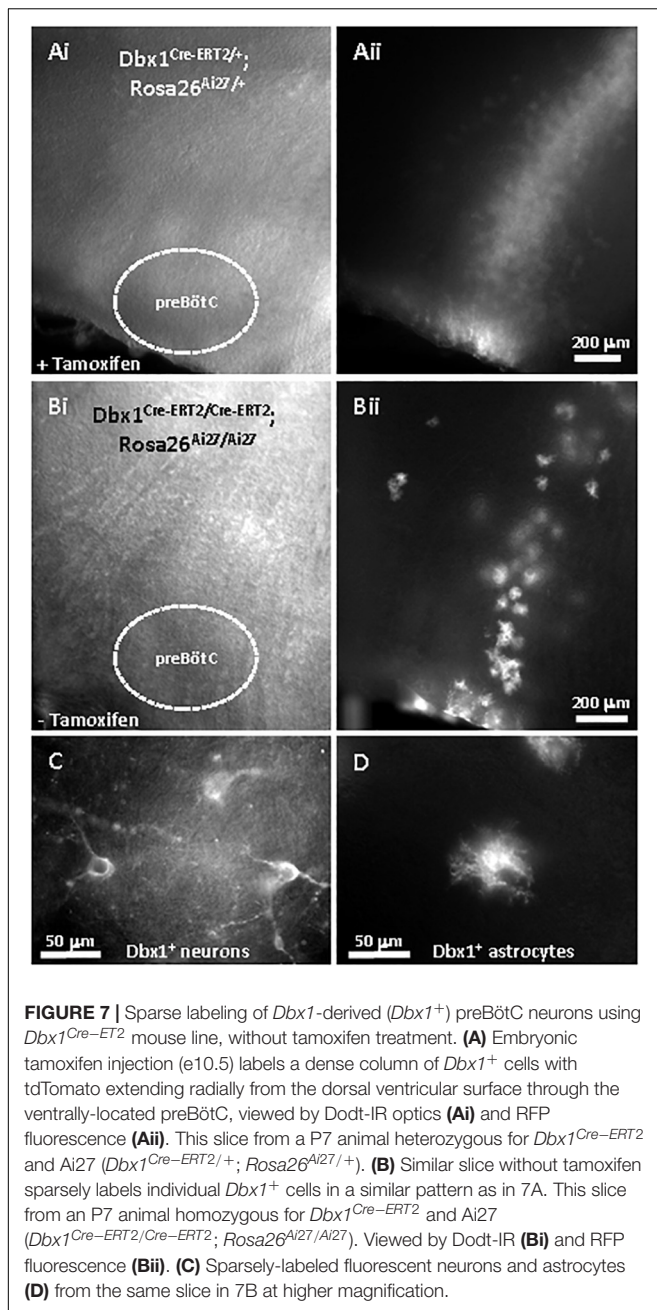 Ai
Dbx1Cre-ERT2/+;
Rosa26Ai27/+
preBötC
+ Tamoxifen
Aii
200 µm
Bi
Dbx1Cre-ERT2/Cre-ERT2;
Rosa26Ai27/Ai27
preBötC
- Tamoxifen
Bii
200 µm
C
50 µm
Dbx1+ neurons
D
50 µm
Dbx1+ astrocytes
FIGURE 7 | Sparse labeling of Dbx1-derived (Dbx1+) preBötC neurons using
Dbx1Cre−ET2 mouse line, without tamoxifen treatment. (A) Embryonic
tamoxifen injection (e10.5) labels a dense column of Dbx1+ cells with
tdTomato extending radially from the dorsal ventricular surface through the
ventrally-located preBötC, viewed by Dodt-IR optics (Ai) and RFP
fluorescence (Aii). This slice from a P7 animal heterozygous for Dbx1Cre−ERT2
and Ai27 (Dbx1Cre−ERT2/+; Rosa26Ai27/+). (B) Similar slice without tamoxifen
sparsely labels individual Dbx1+ cells in a similar pattern as in 7A. This slice
from an P7 animal homozygous for Dbx1Cre−ERT2 and Ai27
(Dbx1Cre−ERT2/Cre−ERT2; Rosa26Ai27/Ai27). Viewed by Dodt-IR (Bi) and RFP
fluorescence (Bii). (C) Sparsely-labeled fluorescent neurons and astrocytes
(D) from the same slice in 7B at higher magnification.